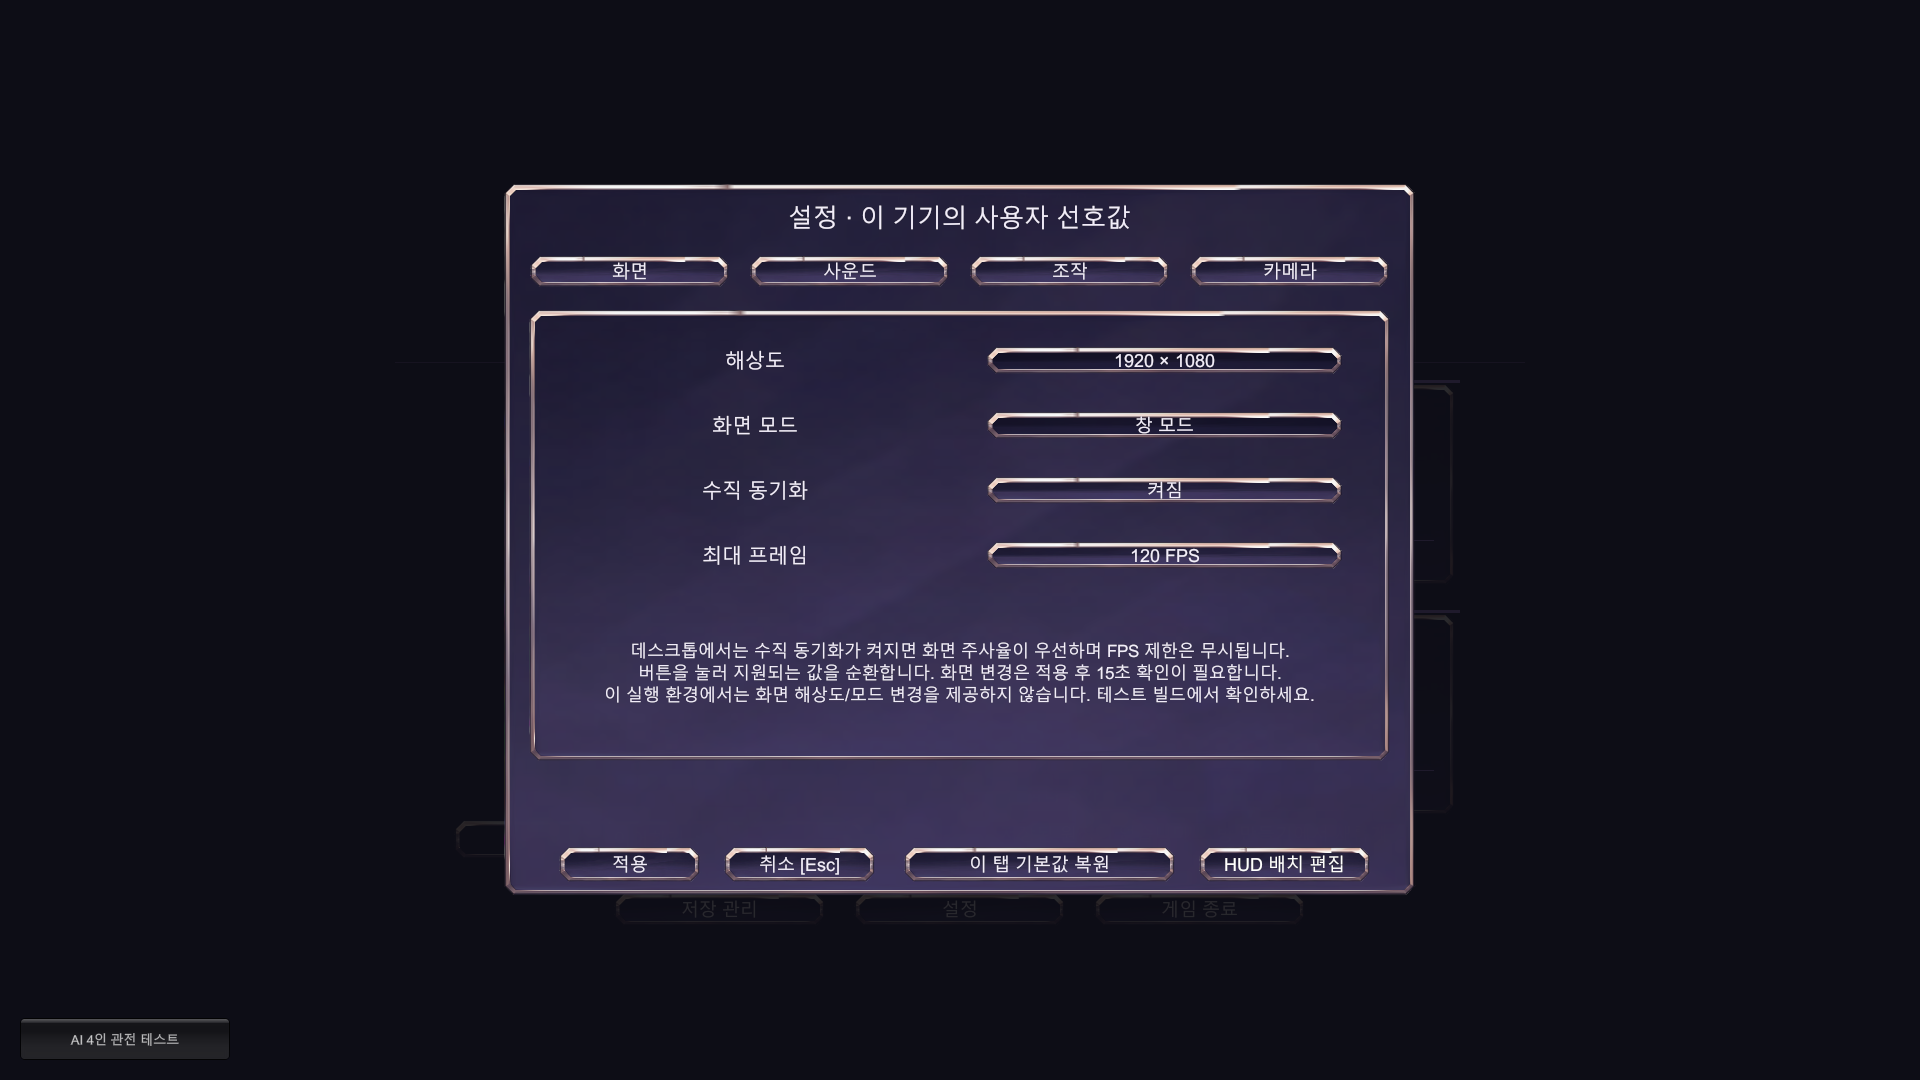 설정 · 이 기기의 사용자 선호값
화면 사운드 조작 카메라
해상도 1920 × 1080
화면 모드 창 모드
수직 동기화 켜짐
최대 프레임 120 FPS
데스크톱에서는 수직 동기화가 켜지면 화면 주사율이 우선하며 FPS 제한은 무시됩니다.
버튼을 눌러 지원되는 값을 순환합니다. 화면 변경은 적용 후 15초 확인이 필요합니다.
이 실행 환경에서는 화면 해상도/모드 변경을 제공하지 않습니다. 테스트 빌드에서 확인하세요.
적용 취소 [Esc] 이 탭 기본값 복원 HUD 배치 편집
저장 관리 설정 게임 종료
AI 4인 관전 테스트